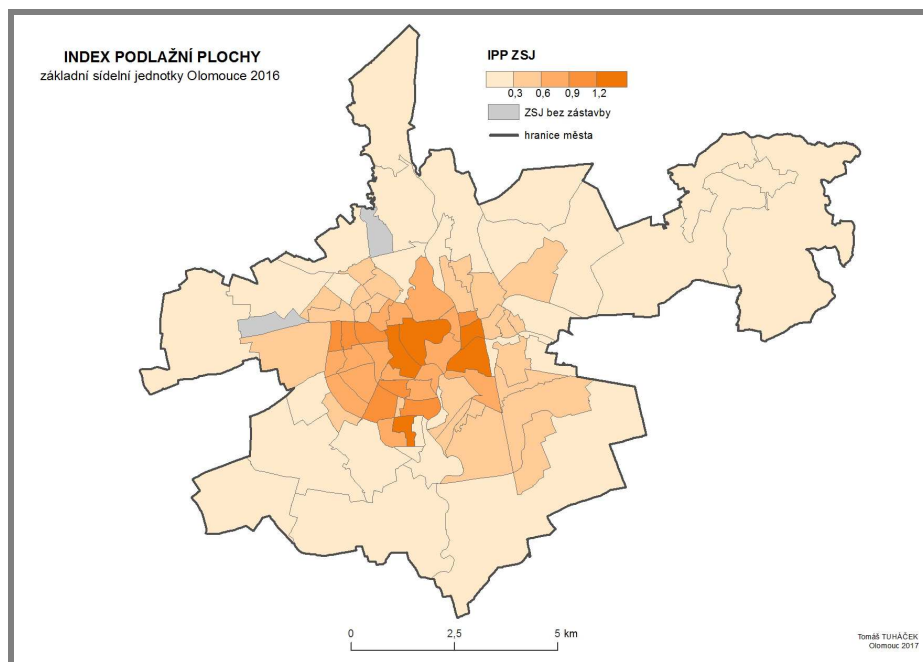 INDEX PODLAŽNÍ PLOCHY
základní sídelní jednotky Olomouce 2016
IPP ZSJ
0,3 0,6 0,9 1,2
ZSJ bez zástavby
hranice města
0 2,5 5 km
Tomáš TUHÁČEK
Olomouc 2017